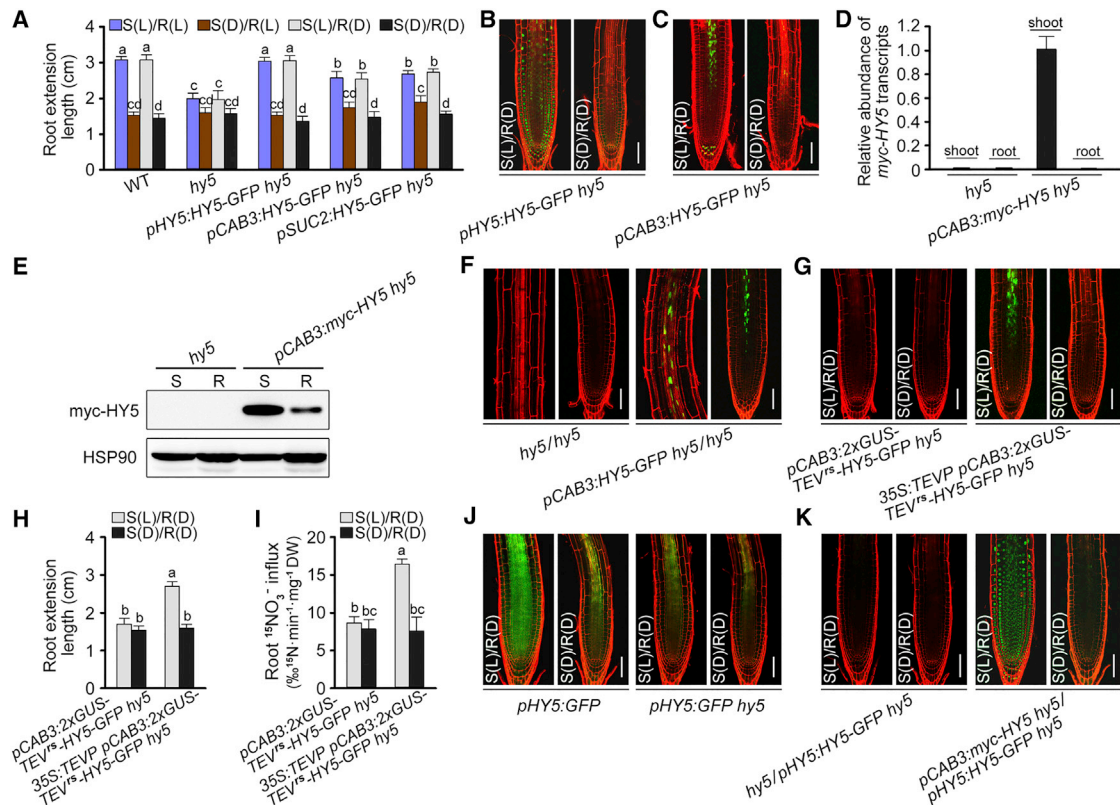 A
S(L)/R(L) S(D)/R(L) S(L)/R(D) S(D)/R(D)
Root extension length (cm)
4
3
2
1
0
a cd a d
c cd c cd
a cd a d
b cd b d
b c b d
WT
hy5
pHY5:HY5-GFP hy5
pCAB3:HY5-GFP hy5
pSUC2:HY5-GFP hy5
B
S(L)/R(D)
S(D)/R(D)
pHY5:HY5-GFP hy5
C
S(L)/R(D)
S(D)/R(D)
pCAB3:HY5-GFP hy5
D
Relative abundance of myc-HY5 transcripts
1.2
1.0
0.8
0.6
0.4
0.2
0
shoot root shoot root
hy5
pCAB3:myc-HY5 hy5
E
hy5
pCAB3:myc-HY5 hy5
S R S R
myc-HY5
HSP90
F
hy5/hy5
pCAB3:HY5-GFP hy5/hy5
G
S(L)/R(D)
S(D)/R(D)
S(L)/R(D)
S(D)/R(D)
pCAB3:2xGUS-
TEVrs-HY5-GFP hy5
35S:TEVP pCAB3:2xGUS-
TEVrs-HY5-GFP hy5
H
S(L)/R(D)
S(D)/R(D)
Root extension length (cm)
4
3
2
1
0
b b a b
pCAB3:2xGUS-
TEVrs-HY5-GFP hy5
35S:TEVP pCAB3:2xGUS-
TEVrs-HY5-GFP hy5
I
S(L)/R(D)
S(D)/R(D)
Root ¹⁵NO₃⁻ influx
(‰¹⁵N·min⁻¹·mg⁻¹ DW)
20
15
10
5
0
b bc a bc
pCAB3:2xGUS-
TEVrs-HY5-GFP hy5
35S:TEVP pCAB3:2xGUS-
TEVrs-HY5-GFP hy5
J
S(L)/R(D)
S(D)/R(D)
S(L)/R(D)
S(D)/R(D)
pHY5:GFP
pHY5:GFP hy5
K
S(L)/R(D)
S(D)/R(D)
S(L)/R(D)
S(D)/R(D)
hy5/pHY5:HY5-GFP hy5
pCAB3:myc-HY5 hy5/
pHY5:HY5-GFP hy5